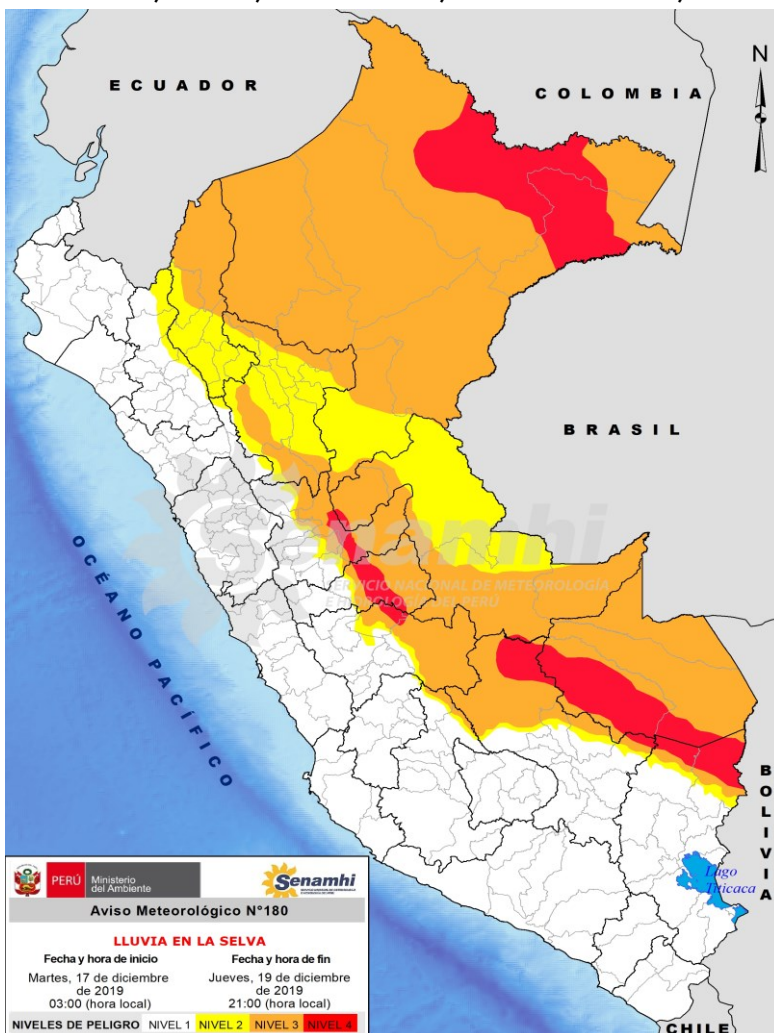 ECUADOR
COLOMBIA
N
BRASIL
Senamhi
SERVICIO NACIONAL DE METEOROLOGÍA
HIDROLOGÍA DEL PERÚ
OCÉANO PACÍFICO
BOLIVIA
Lago
Titicaca
CHILE
PERÚ
Ministerio
del Ambiente
Senamhi
Aviso Meteorológico N°180
LLUVIA EN LA SELVA
Fecha y hora de inicio
Martes, 17 de diciembre
de 2019
03:00 (hora local)
Fecha y hora de fin
Jueves, 19 de diciembre
de 2019
21:00 (hora local)
NIVELES DE PELIGRO NIVEL 1 NIVEL 2 NIVEL 3 NIVEL 4